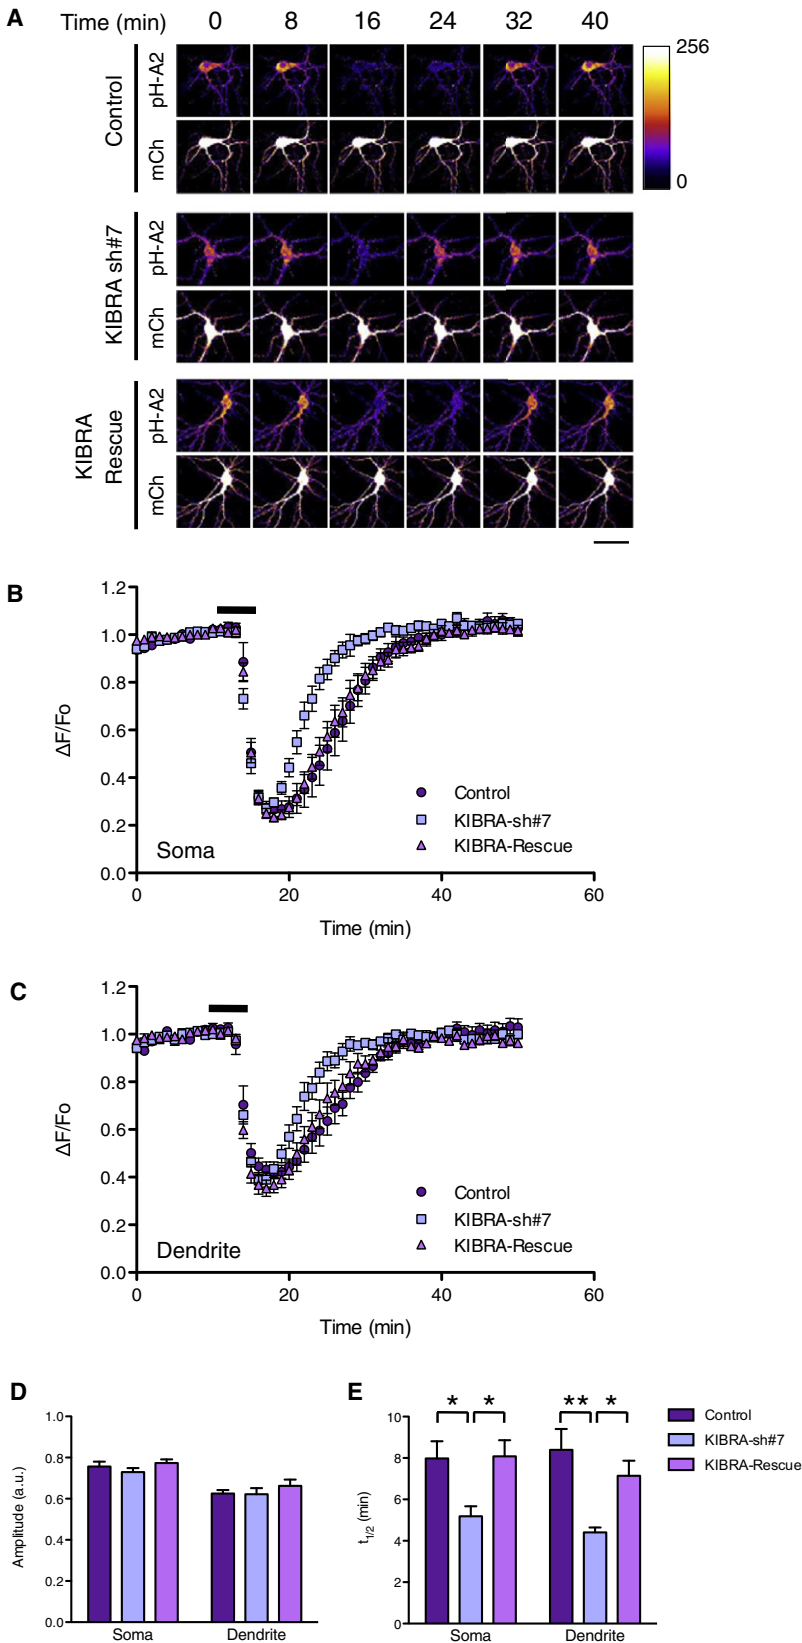 A
Time (min) 0 8 16 24 32 40
Control
pH-A2
mCh
256
0
KIBRA sh#7
pH-A2
mCh
KIBRA
Rescue
pH-A2
mCh
B
1.2
1.0
0.8
0.6
0.4
0.2
0.0
ΔF/Fo
Control
KIBRA-sh#7
KIBRA-Rescue
Soma
0 20 40 60
Time (min)
C
1.2
1.0
0.8
0.6
0.4
0.2
0.0
ΔF/Fo
Control
KIBRA-sh#7
KIBRA-Rescue
Dendrite
0 20 40 60
Time (min)
D
1.0
0.8
0.6
0.4
0.2
0.0
Amplitude (a.u.)
Soma Dendrite
E
* * ** *
10
8
6
4
2
0
t1/2 (min)
Soma Dendrite
Control
KIBRA-sh#7
KIBRA-Rescue